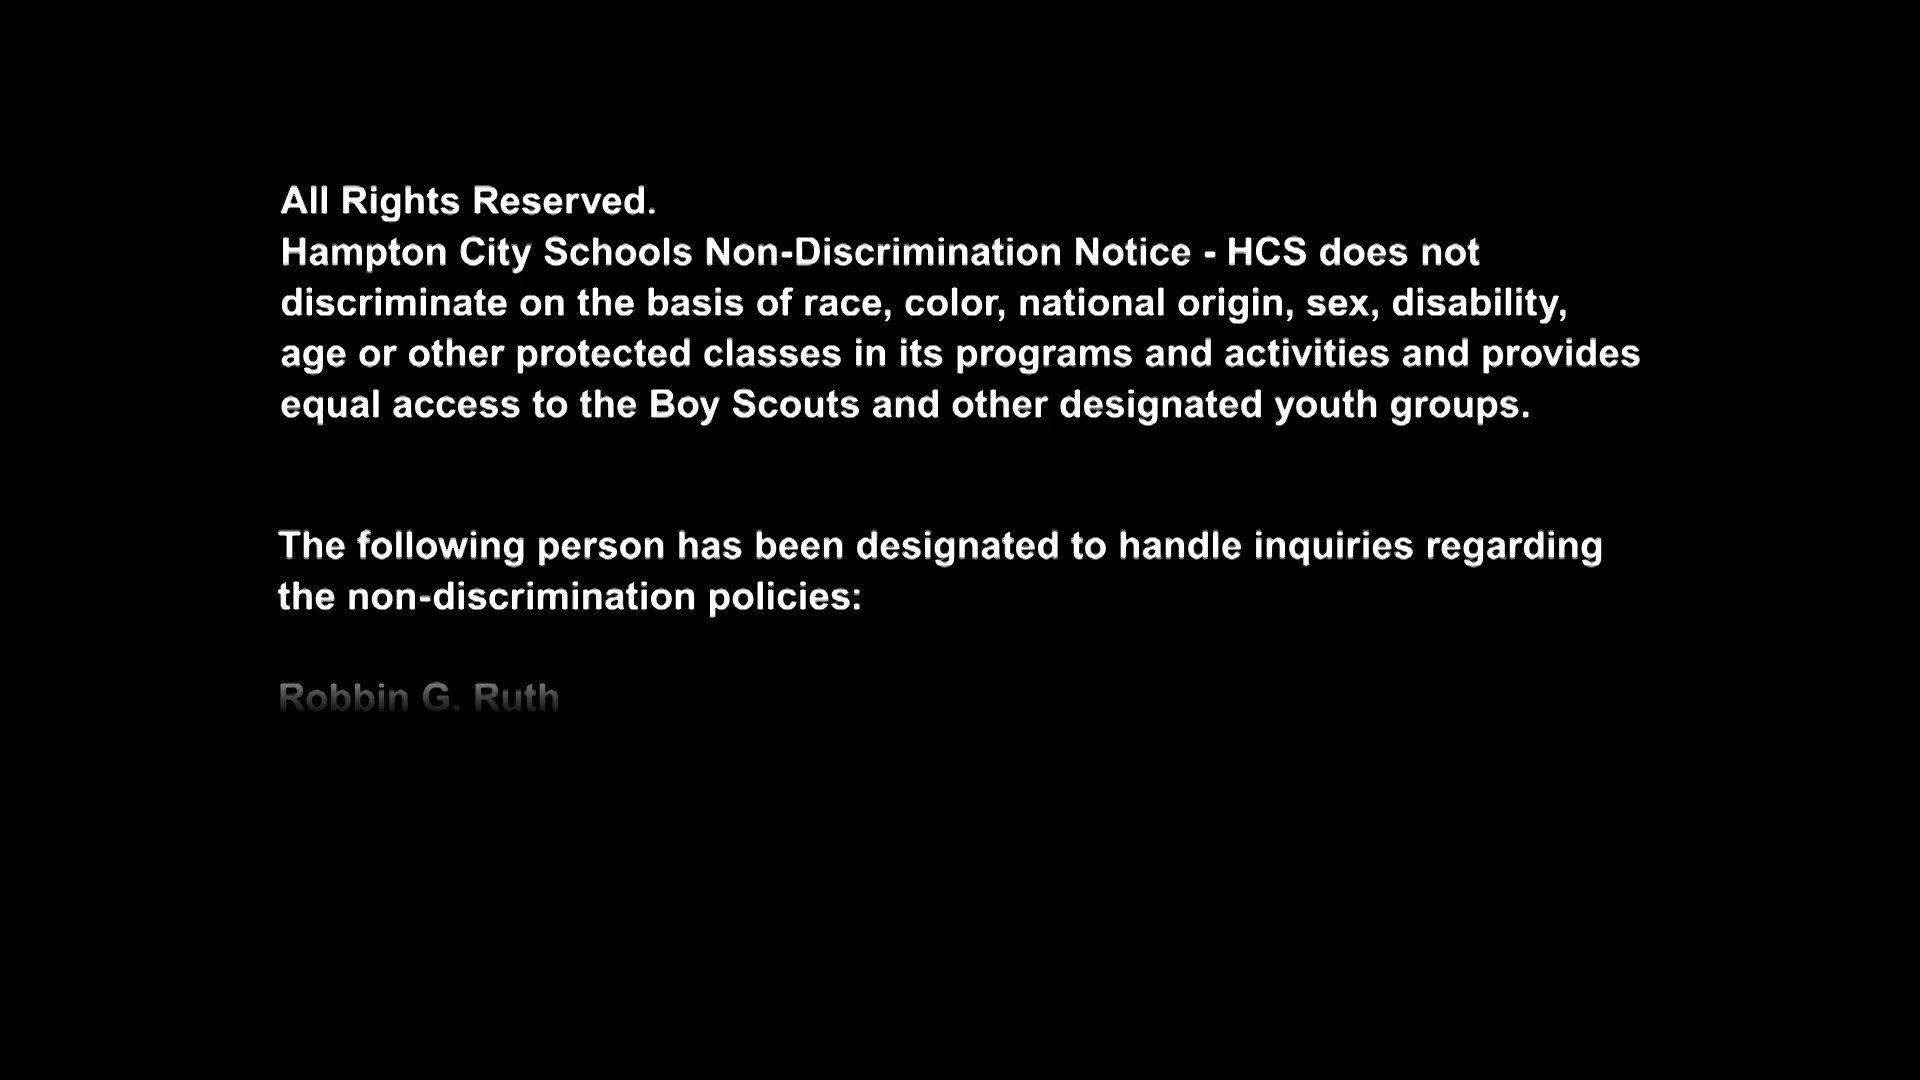 All Rights Reserved.
Hampton City Schools Non-Discrimination Notice - HCS does not
discriminate on the basis of race, color, national origin, sex, disability,
age or other protected classes in its programs and activities and provides
equal access to the Boy Scouts and other designated youth groups.
The following person has been designated to handle inquiries regarding
the non-discrimination policies:
Robbin G. Ruth